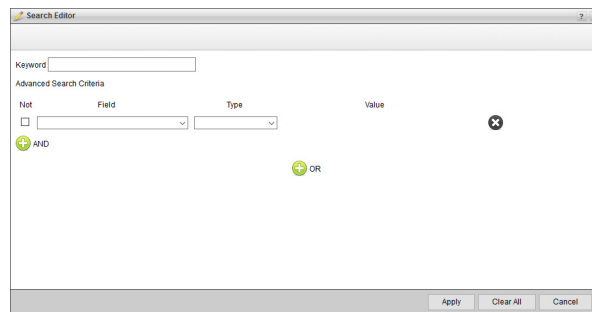 Search Editor ?
Keyword
Advanced Search Criteria
Not Field Type Value
AND
OR
Apply Clear All Cancel